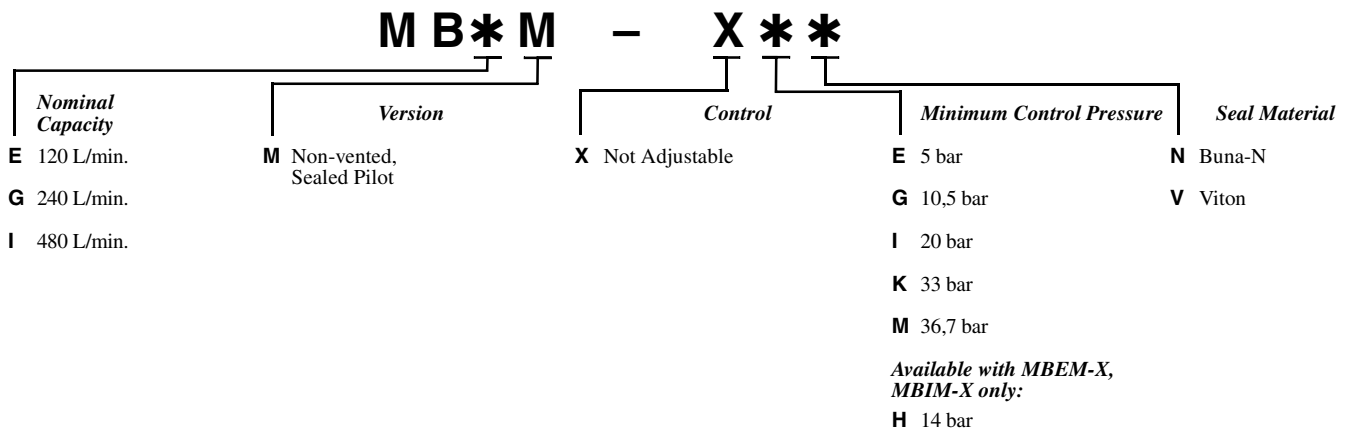 MB✱M – X✱✱
Nominal
Capacity
E 120 L/min.
G 240 L/min.
I 480 L/min.
Version
M Non-vented,
Sealed Pilot
Control
X Not Adjustable
Minimum Control Pressure
E 5 bar
G 10,5 bar
I 20 bar
K 33 bar
M 36,7 bar
Available with MBEM-X,
MBIM-X only:
H 14 bar
Seal Material
N Buna-N
V Viton